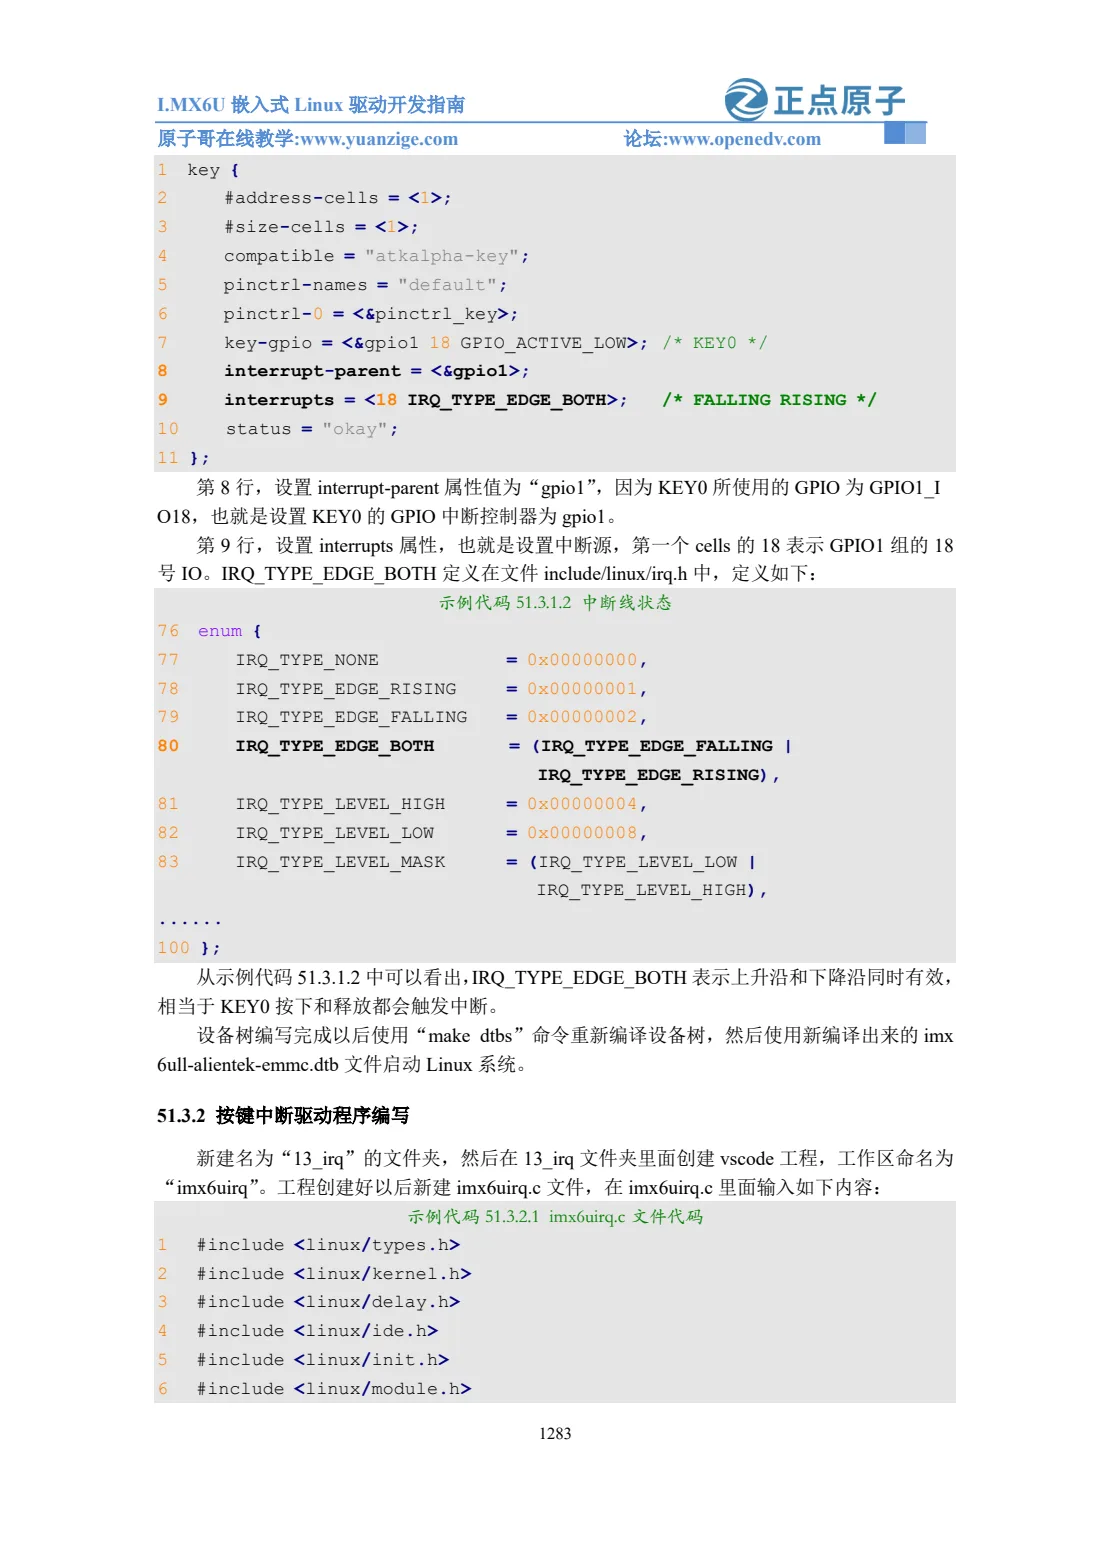 I.MX6U 嵌入式 Linux 驱动开发指南
正点原子
原子哥在线教学:www.yuanzige.com 论坛:www.openedv.com
1 key {
2 #address-cells = <1>;
3 #size-cells = <1>;
4 compatible = "atkalpha-key";
5 pinctrl-names = "default";
6 pinctrl-0 = <&pinctrl_key>;
7 key-gpio = <&gpio1 18 GPIO_ACTIVE_LOW>; /* KEY0 */
8 interrupt-parent = <&gpio1>;
9 interrupts = <18 IRQ_TYPE_EDGE_BOTH>; /* FALLING RISING */
10 status = "okay";
11 };
第 8 行，设置 interrupt-parent 属性值为“gpio1”，因为 KEY0 所使用的 GPIO 为 GPIO1_I
O18，也就是设置 KEY0 的 GPIO 中断控制器为 gpio1。
第 9 行，设置 interrupts 属性，也就是设置中断源，第一个 cells 的 18 表示 GPIO1 组的 18
号 IO。IRQ_TYPE_EDGE_BOTH 定义在文件 include/linux/irq.h 中，定义如下：
示例代码 51.3.1.2 中断线状态
76 enum {
77 IRQ_TYPE_NONE = 0x00000000,
78 IRQ_TYPE_EDGE_RISING = 0x00000001,
79 IRQ_TYPE_EDGE_FALLING = 0x00000002,
80 IRQ_TYPE_EDGE_BOTH = (IRQ_TYPE_EDGE_FALLING |
IRQ_TYPE_EDGE_RISING),
81 IRQ_TYPE_LEVEL_HIGH = 0x00000004,
82 IRQ_TYPE_LEVEL_LOW = 0x00000008,
83 IRQ_TYPE_LEVEL_MASK = (IRQ_TYPE_LEVEL_LOW |
IRQ_TYPE_LEVEL_HIGH),
......
100 };
从示例代码 51.3.1.2 中可以看出，IRQ_TYPE_EDGE_BOTH 表示上升沿和下降沿同时有效，
相当于 KEY0 按下和释放都会触发中断。
设备树编写完成以后使用“make dtbs”命令重新编译设备树，然后使用新编译出来的 imx
6ull-alientek-emmc.dtb 文件启动 Linux 系统。
51.3.2 按键中断驱动程序编写
新建名为“13_irq”的文件夹，然后在 13_irq 文件夹里面创建 vscode 工程，工作区命名为
“imx6uirq”。工程创建好以后新建 imx6uirq.c 文件，在 imx6uirq.c 里面输入如下内容：
示例代码 51.3.2.1 imx6uirq.c 文件代码
1 #include <linux/types.h>
2 #include <linux/kernel.h>
3 #include <linux/delay.h>
4 #include <linux/ide.h>
5 #include <linux/init.h>
6 #include <linux/module.h>
1283